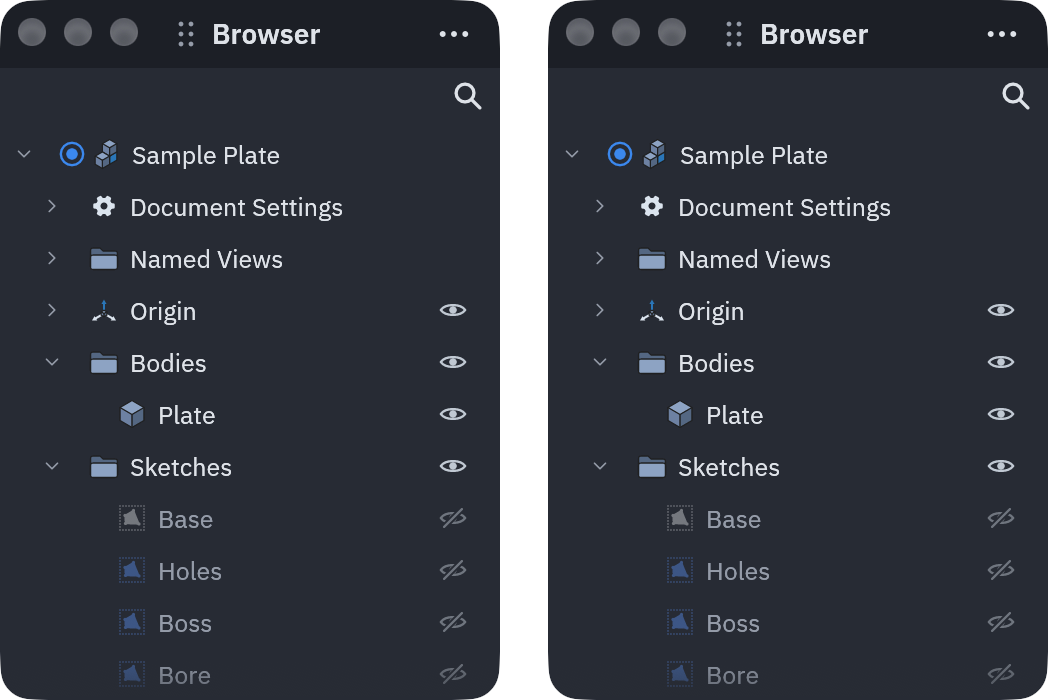 Browser
Sample Plate
Document Settings
Named Views
Origin
Bodies
Plate
Sketches
Base
Holes
Boss
Bore
Browser
Sample Plate
Document Settings
Named Views
Origin
Bodies
Plate
Sketches
Base
Holes
Boss
Bore